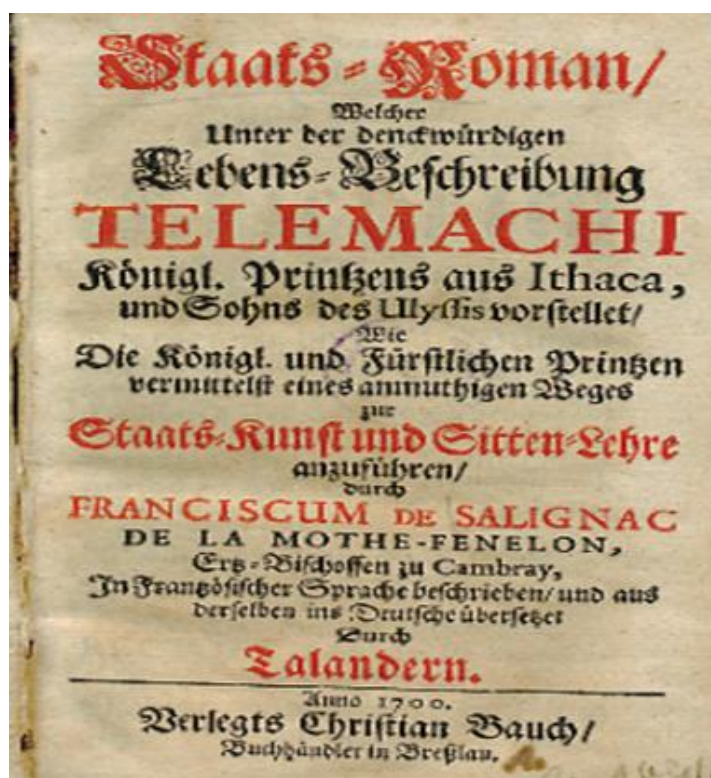 Staats-Roman/
Welcher
Unter der denckwürdigen
Lebens-Beschreibung
TELEMACHI
Königl. Printzens aus Ithaca,
und Sohns des Ulyssis vorstellet/
Wie
Die Königl. und Fürstlichen Printzen
vermittelst eines anmuthigen Weges
zur
Staats-Kunst und Sitten-Lehre
anzuführen/
durch
FRANCISCUM DE SALIGNAC
DE LA MOTHE-FENELON,
Ertz-Bischoffen zu Cambray,
In Frantzösischer Sprache beschrieben/ und aus
derselben ins Deutsche übersetzet
Durch
Talandern.
Anno 1700.
Verlegts Christian Bauch/
Buchhändler in Breßlau.